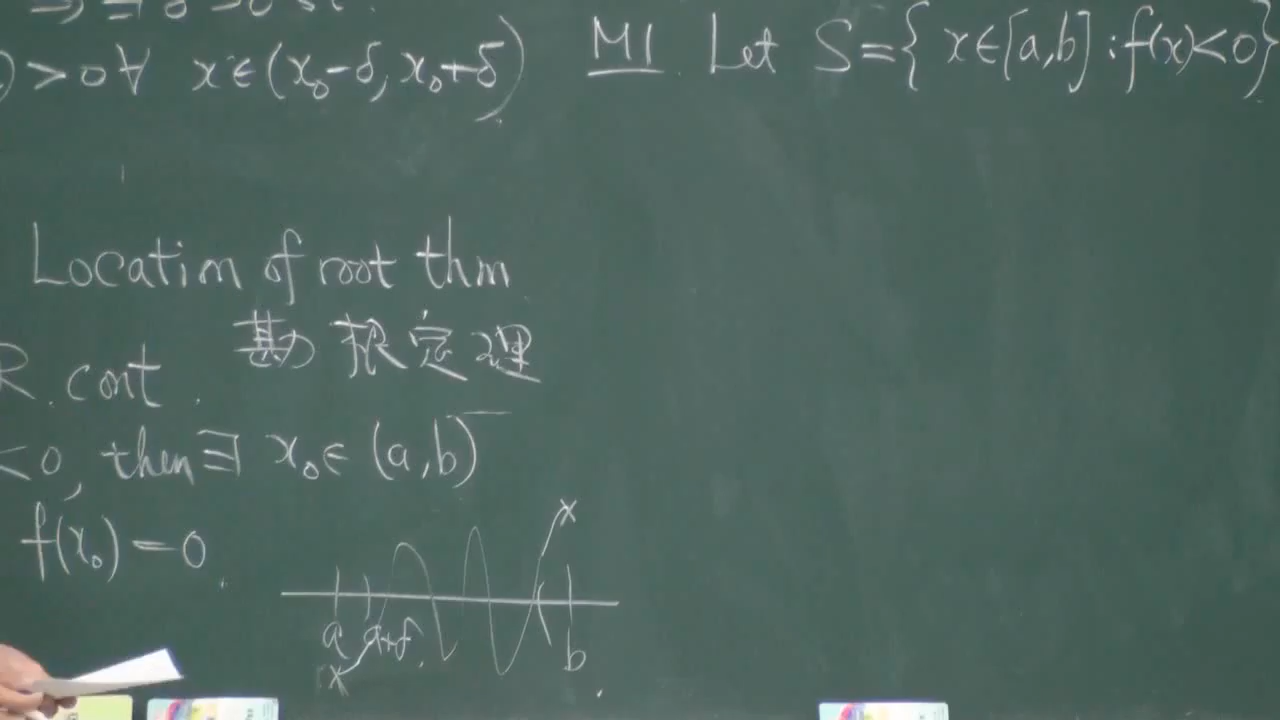 ) > 0 ∀ x ∈ (x₀-δ, x₀+δ)
M1. Let S = { x ∈ [a,b] : f(x) < 0 }
Location of root thm
勘根定理
R. cont.
< 0, then ∃ x₀ ∈ (a,b)
f(x₀) = 0.
x
a a+δ b
x